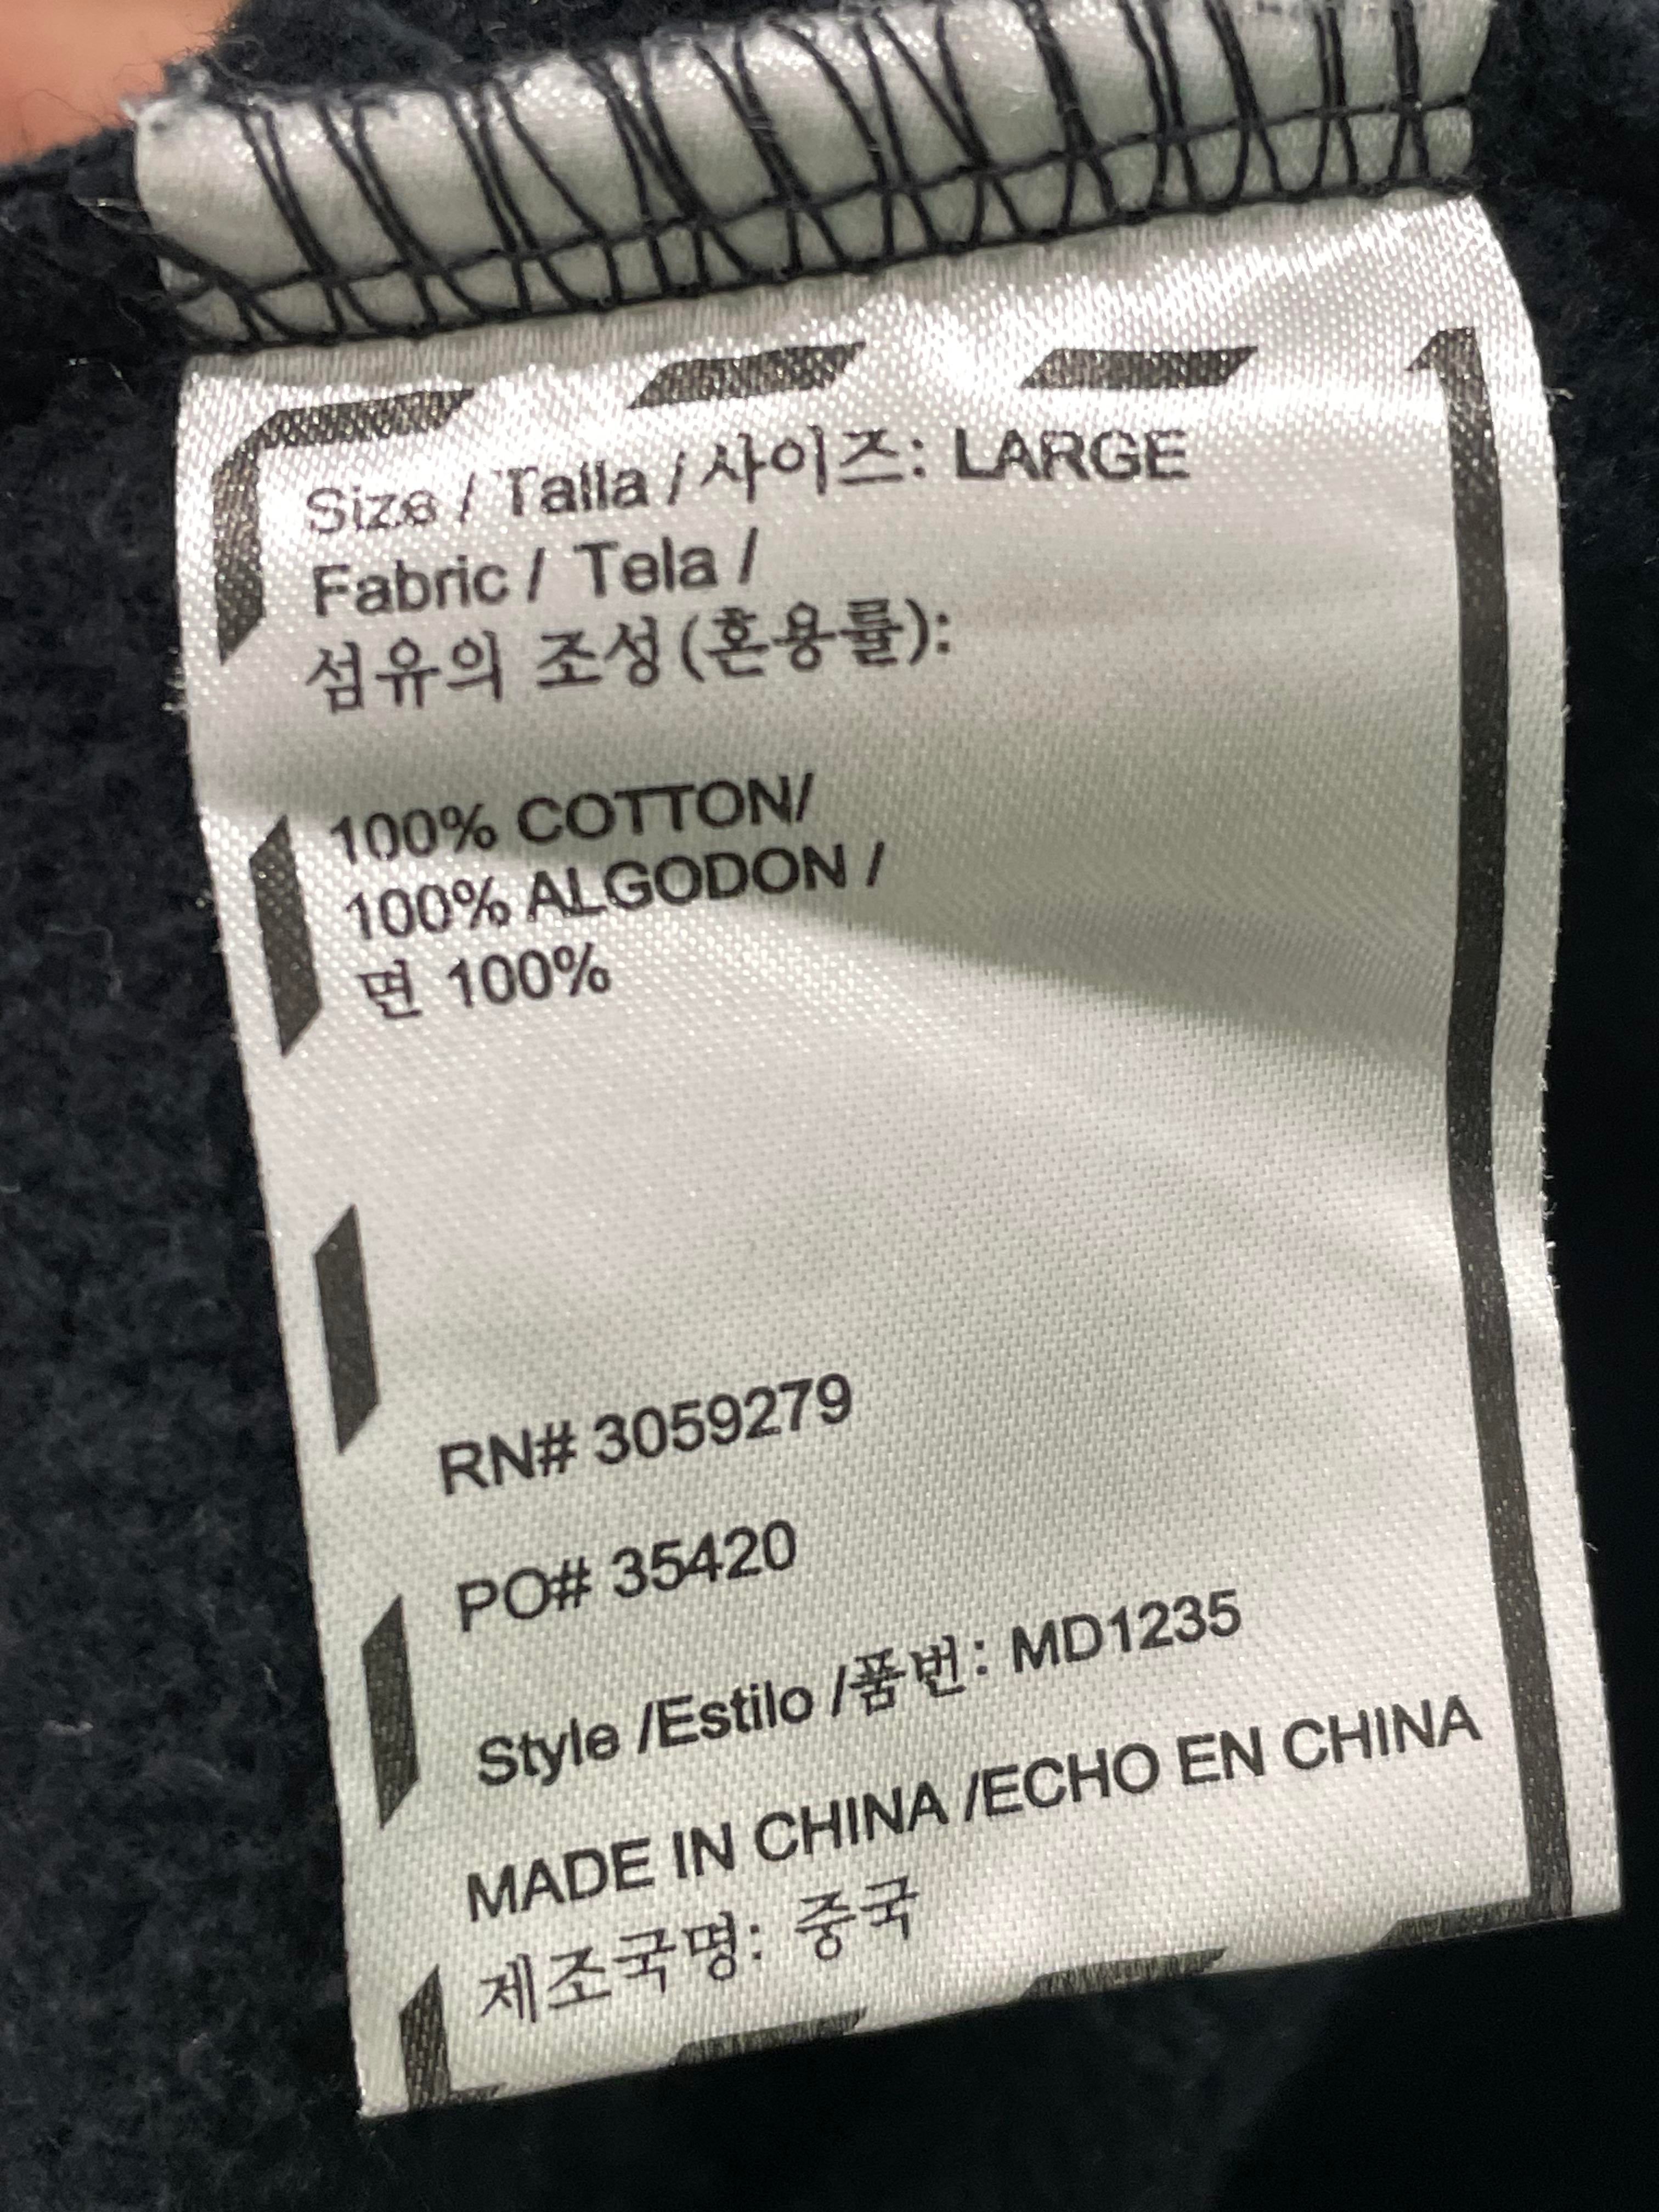 Size / Talla / 사이즈: LARGE
Fabric / Tela /
섬유의 조성(혼용률):
100% COTTON/
100% ALGODON /
면 100%
RN# 3059279
PO# 35420
Style /Estilo /품번: MD1235
MADE IN CHINA /ECHO EN CHINA
제조국명: 중국